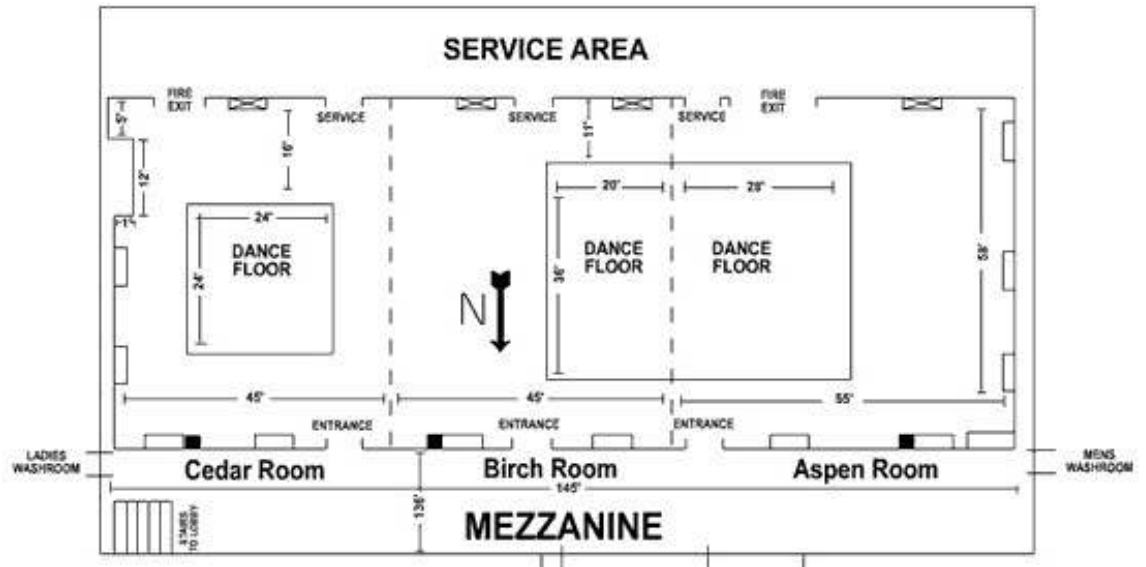 SERVICE AREA
FIRE
EXIT
FIRE
EXIT
SERVICE
SERVICE
SERVICE
5'
16'
11'
12'
1'
20'
28'
24'
DANCE
FLOOR
DANCE
FLOOR
DANCE
FLOOR
24'
36'
58'
N
45'
45'
55'
ENTRANCE
ENTRANCE
ENTRANCE
LADIES
WASHROOM
Cedar Room
Birch Room
Aspen Room
MENS
WASHROOM
145'
136'
STAIRS
TO LOBBY
MEZZANINE